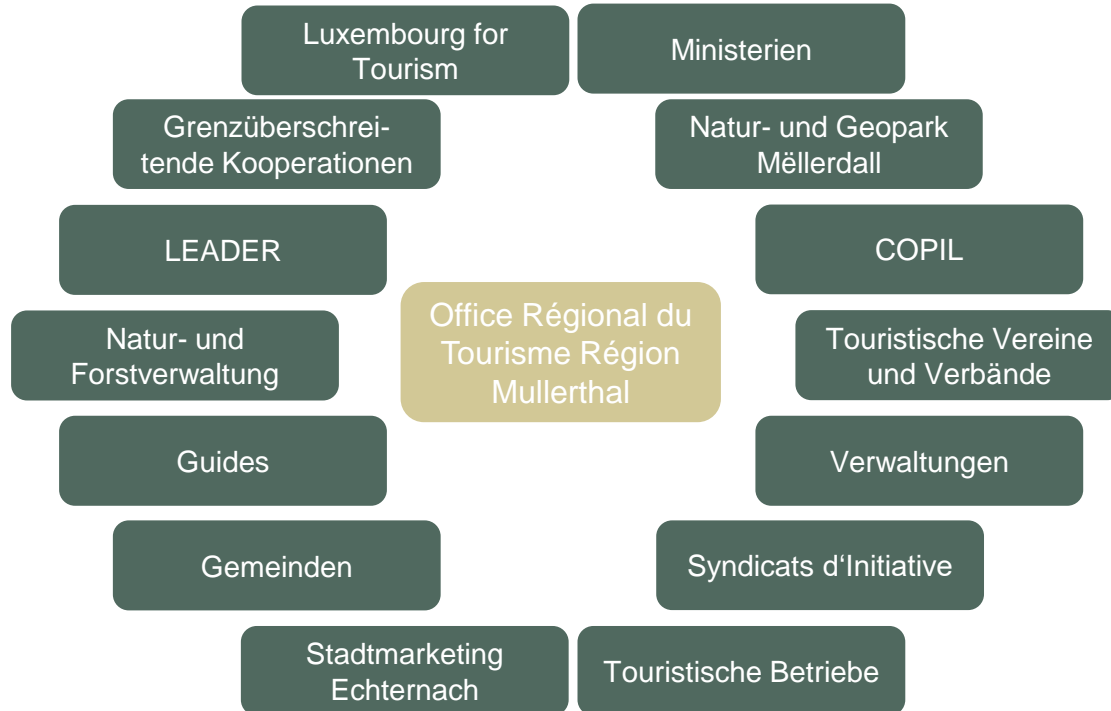 Luxembourg for
Tourism
Ministerien
Grenzüberschrei-
tende Kooperationen
Natur- und Geopark
Mëllerdall
LEADER
COPIL
Office Régional du
Tourisme Région
Mullerthal
Natur- und
Forstverwaltung
Touristische Vereine
und Verbände
Guides
Verwaltungen
Gemeinden
Syndicats d‘Initiative
Stadtmarketing
Echternach
Touristische Betriebe